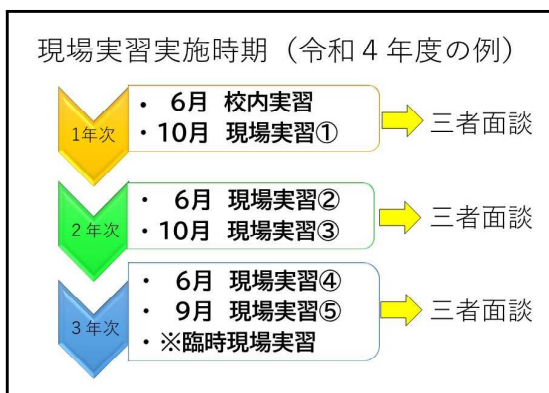 現場実習実施時期（令和４年度の例）
1年次
・ 6月 校内実習
・10月 現場実習①
三者面談
２年次
・ 6月 現場実習②
・10月 現場実習③
三者面談
３年次
・ 6月 現場実習④
・ 9月 現場実習⑤
・※臨時現場実習
三者面談